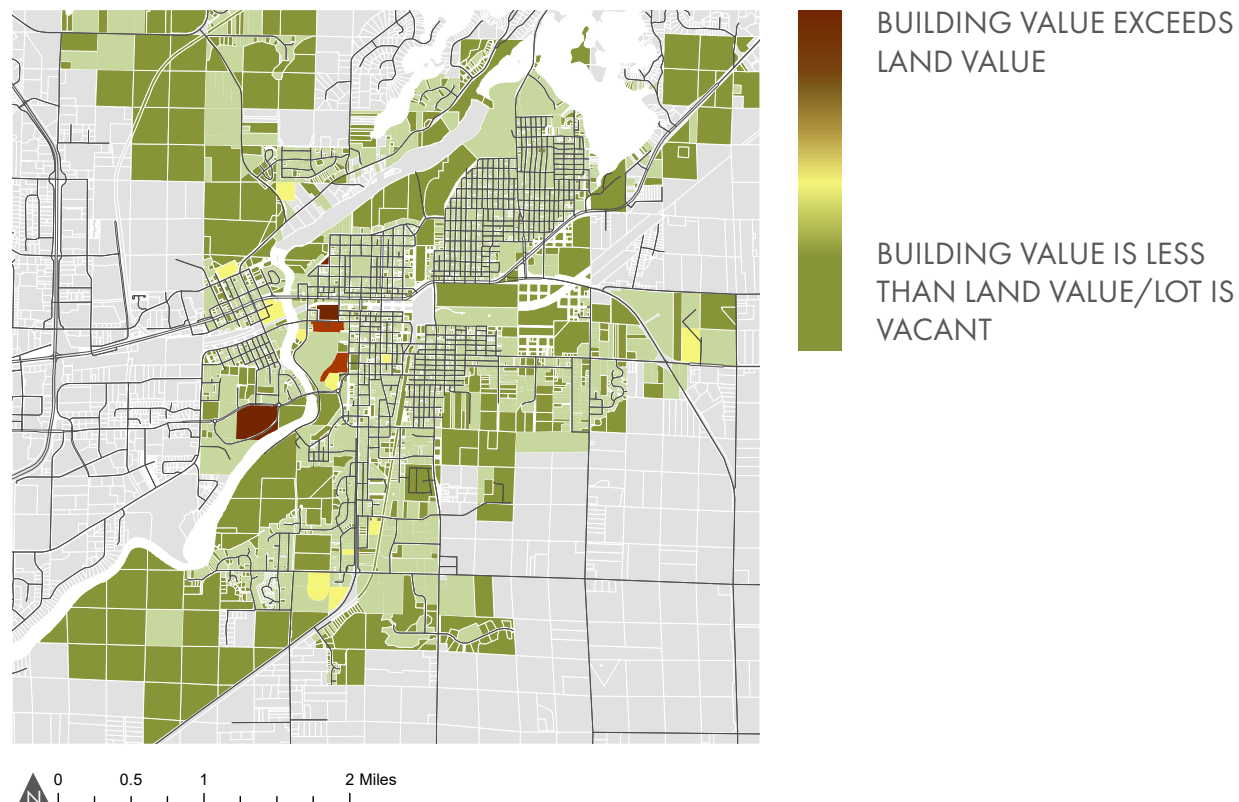 BUILDING VALUE EXCEEDS
LAND VALUE
BUILDING VALUE IS LESS
THAN LAND VALUE/LOT IS
VACANT
0 0.5 1 2 Miles
N